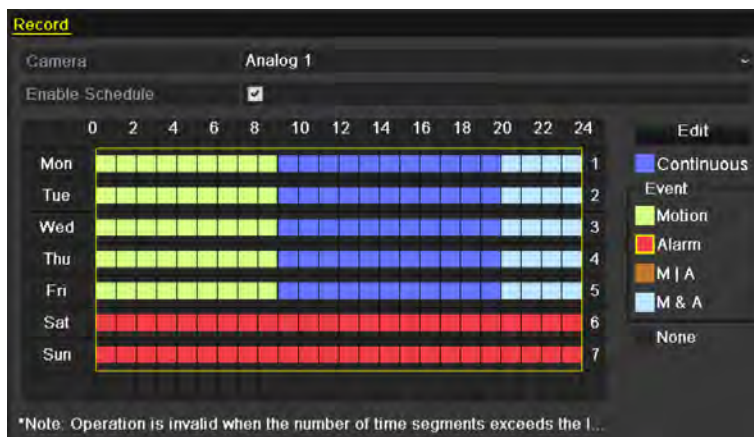 Record
Camera Analog 1
Enable Schedule
0 2 4 6 8 10 12 14 16 18 20 22 24
Edit
Mon 1
Continuous
Tue 2
Event
Motion
Wed 3
Alarm
Thu 4
M | A
Fri 5
M & A
Sat 6
None
Sun 7
*Note: Operation is invalid when the number of time segments exceeds the l...